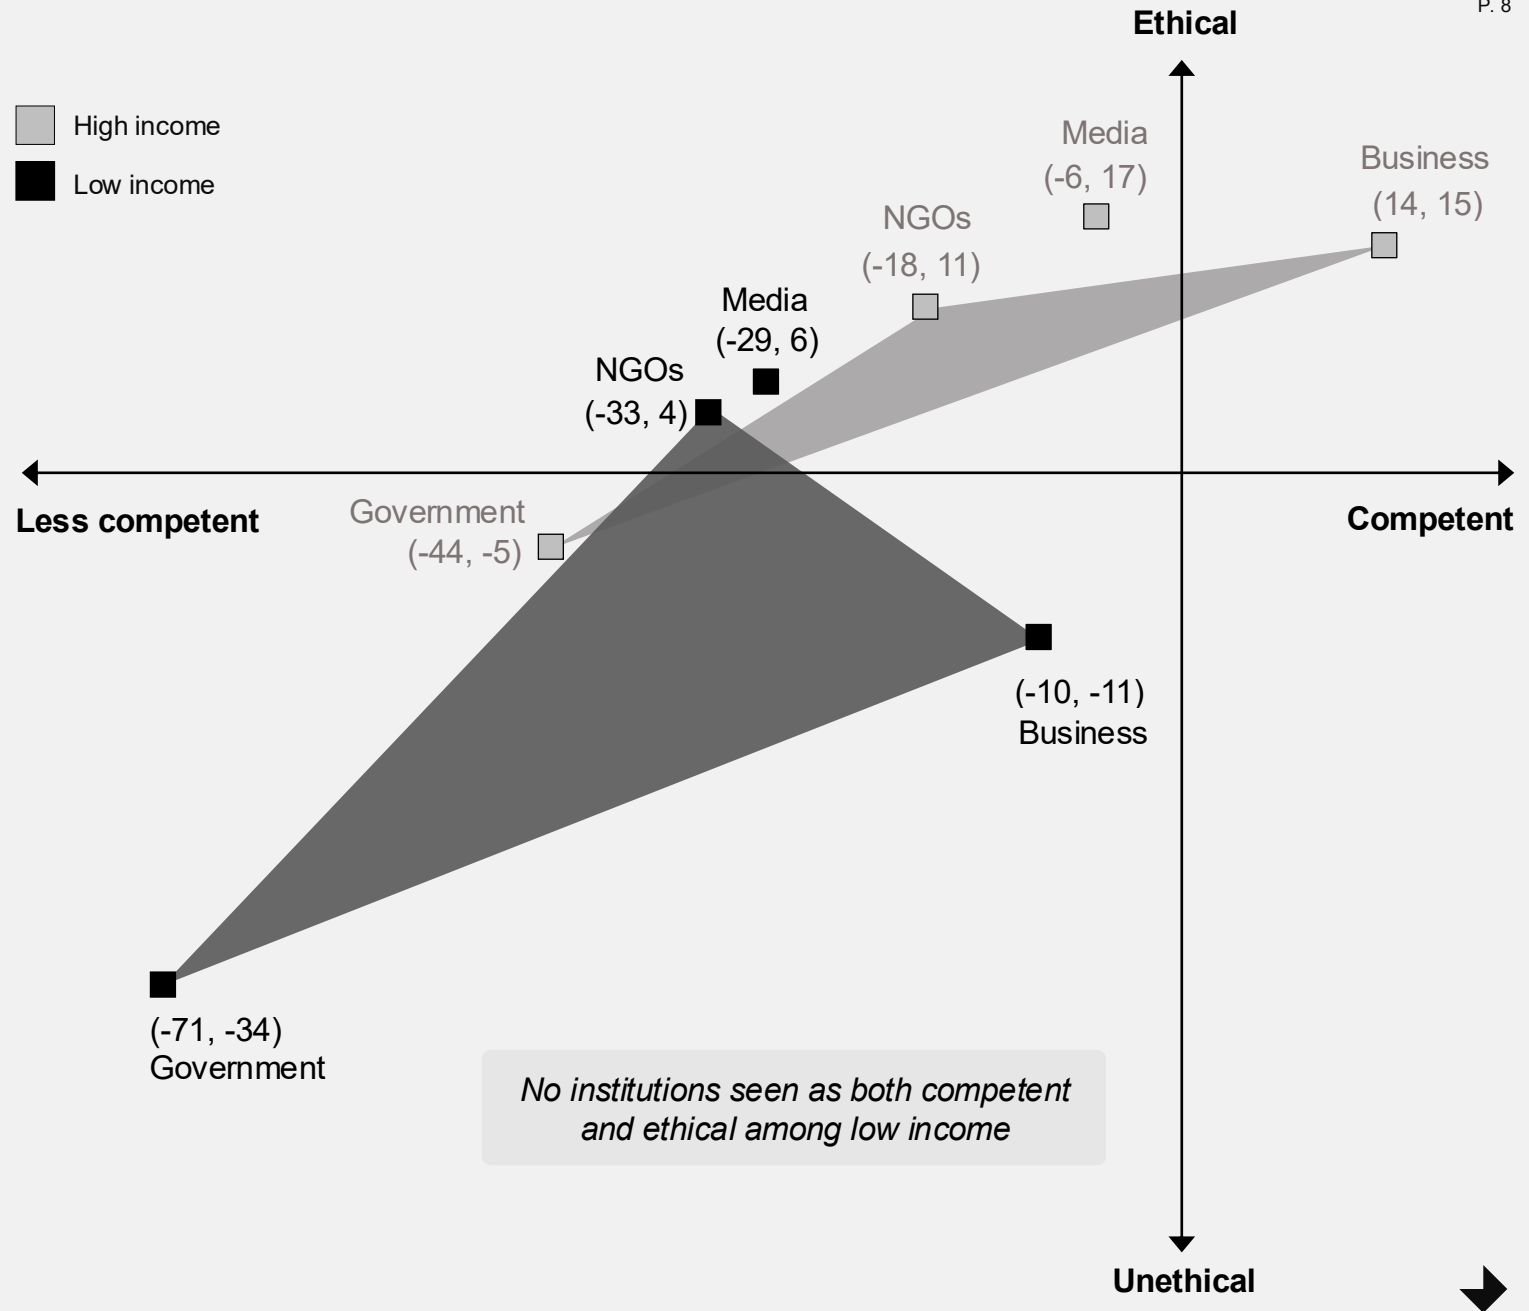 P. 8
Ethical
High income
Low income
Media
(-6, 17)
Business
(14, 15)
NGOs
(-18, 11)
Media
(-29, 6)
NGOs
(-33, 4)
Less competent
Competent
Government
(-44, -5)
(-10, -11)
Business
(-71, -34)
Government
No institutions seen as both competent
and ethical among low income
Unethical